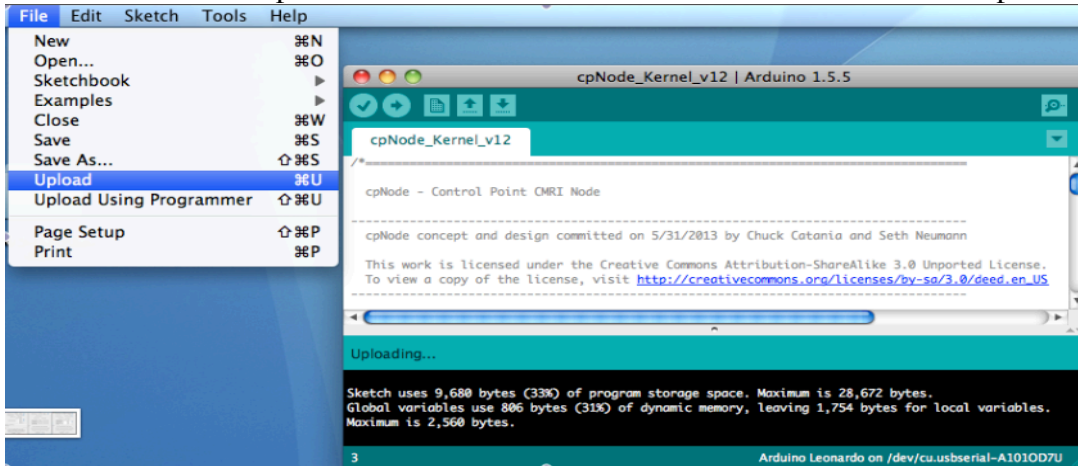 File Edit Sketch Tools Help
New ⌘N
Open... ⌘O
Sketchbook ▶
Examples ▶
Close ⌘W
Save ⌘S
Save As... ⇧⌘S
Upload ⌘U
Upload Using Programmer ⇧⌘U
Page Setup ⇧⌘P
Print ⌘P
cpNode_Kernel_v12 | Arduino 1.5.5
cpNode_Kernel_v12
/*==========
cpNode - Control Point CMRI Node
cpNode concept and design committed on 5/31/2013 by Chuck Catania and Seth Neumann
This work is licensed under the Creative Commons Attribution-ShareAlike 3.0 Unported License.
To view a copy of the license, visit http://creativecommons.org/licenses/by-sa/3.0/deed.en_US
Uploading...
Sketch uses 9,680 bytes (33%) of program storage space. Maximum is 28,672 bytes.
Global variables use 806 bytes (31%) of dynamic memory, leaving 1,754 bytes for local variables.
Maximum is 2,560 bytes.
3 Arduino Leonardo on /dev/cu.usbserial-A101OD7U